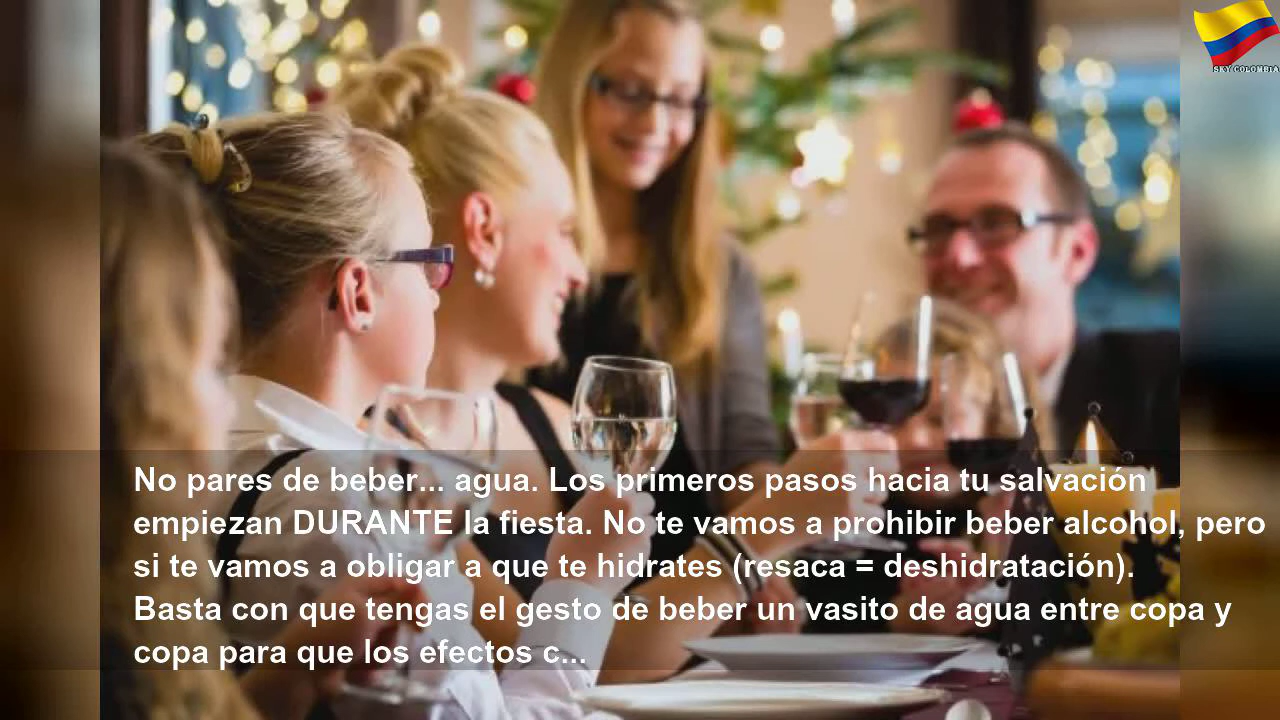 SKY COLOMBIA
No pares de beber... agua. Los primeros pasos hacia tu salvación
empiezan DURANTE la fiesta. No te vamos a prohibir beber alcohol, pero
si te vamos a obligar a que te hidrates (resaca = deshidratación).
Basta con que tengas el gesto de beber un vasito de agua entre copa y
copa para que los efectos c...